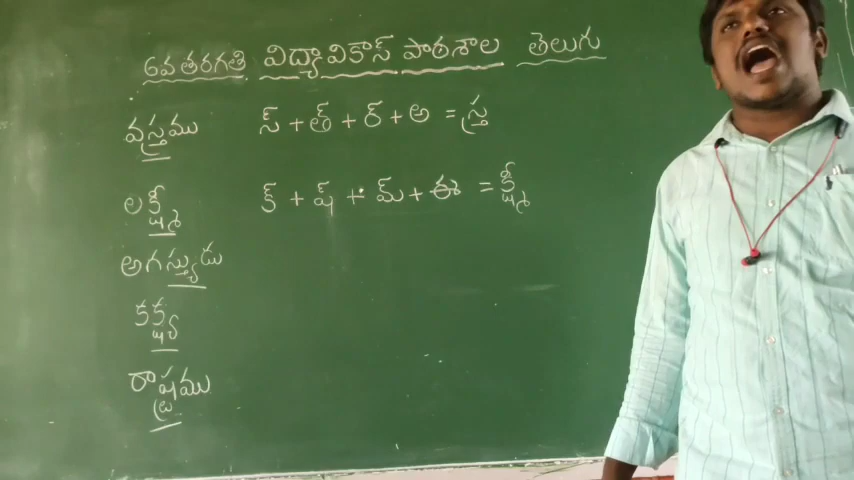 6వ తరగతి విద్యావికాస్ పాఠశాల తెలుగు
వస్త్రము స్ + త్ + ర్ + అ = స్త్ర
లక్ష్మీ క్ + ష్ + మ్ + ఈ = క్ష్మీ
అగస్త్యుడు
కక్ష్య
రాష్ట్రము